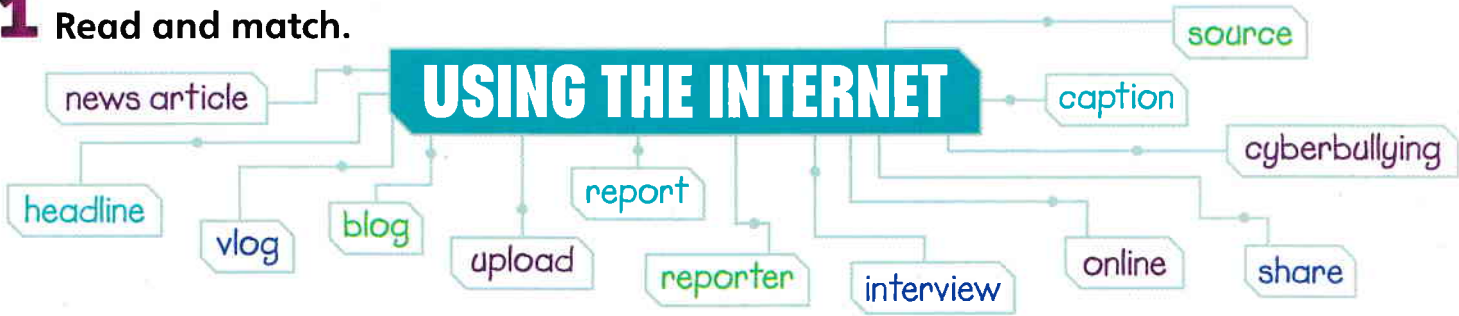 1 Read and match.
USING THE INTERNET
source
news article
caption
cyberbullying
headline
vlog
blog
upload
report
reporter
interview
online
share